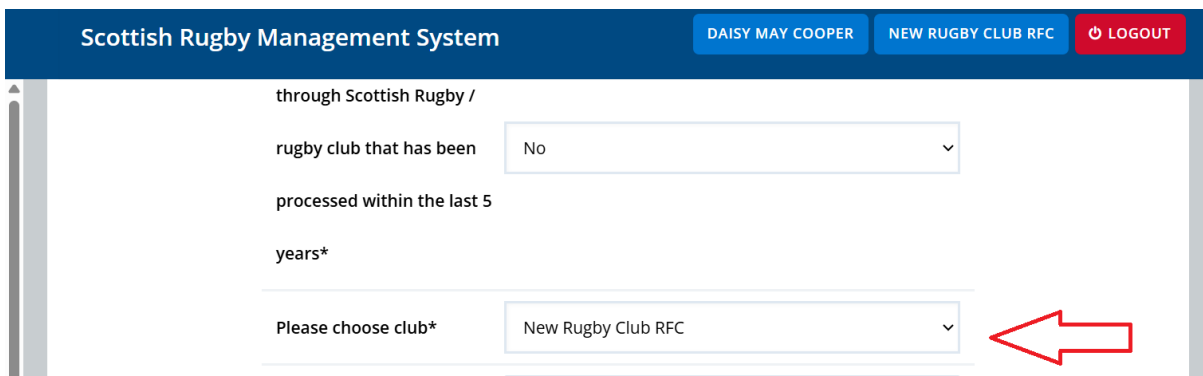 Scottish Rugby Management System
DAISY MAY COOPER
NEW RUGBY CLUB RFC
LOGOUT
through Scottish Rugby /
rugby club that has been
No
processed within the last 5
years*
Please choose club*
New Rugby Club RFC